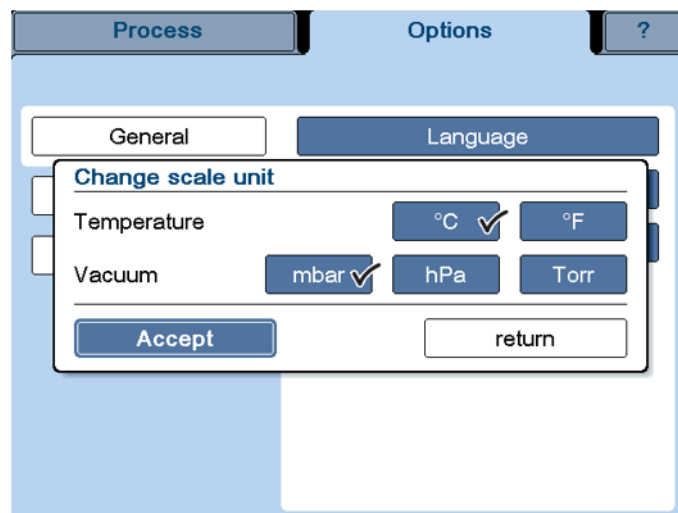 Process Options ?
General Language
Change scale unit
Temperature °C °F
Vacuum mbar hPa Torr
Accept return